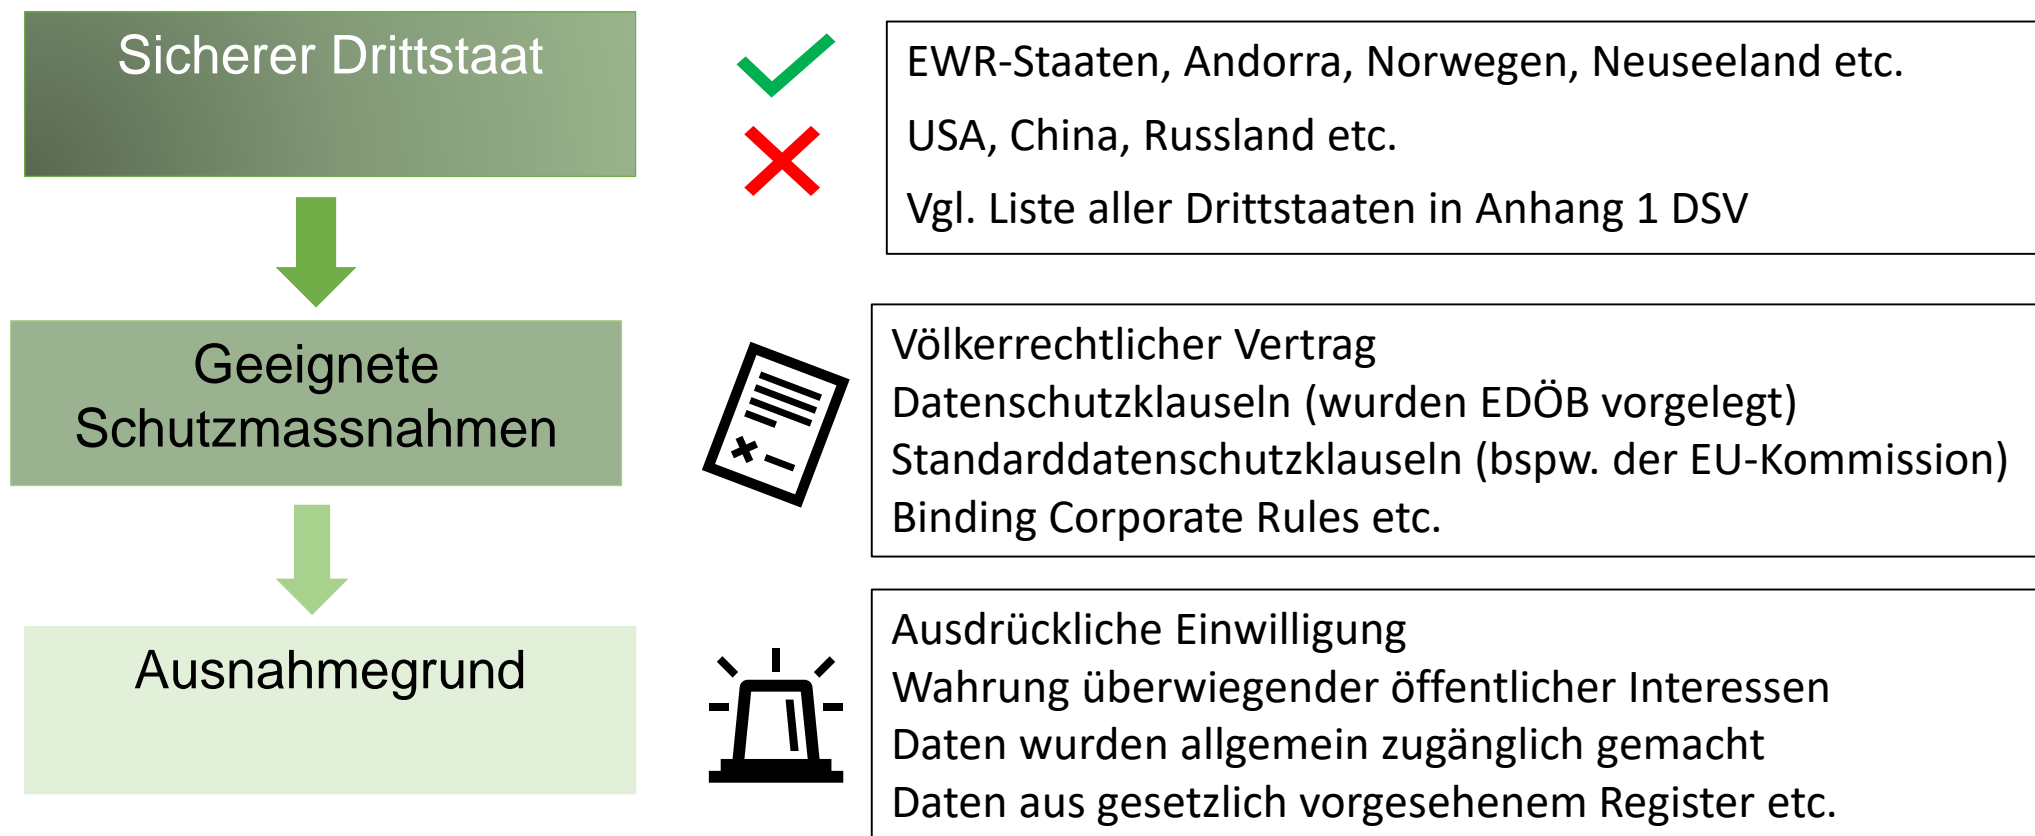 Sicherer Drittstaat
EWR-Staaten, Andorra, Norwegen, Neuseeland etc.
USA, China, Russland etc.
Vgl. Liste aller Drittstaaten in Anhang 1 DSV
Geeignete
Schutzmassnahmen
Völkerrechtlicher Vertrag
Datenschutzklauseln (wurden EDÖB vorgelegt)
Standarddatenschutzklauseln (bspw. der EU-Kommission)
Binding Corporate Rules etc.
Ausnahmegrund
Ausdrückliche Einwilligung
Wahrung überwiegender öffentlicher Interessen
Daten wurden allgemein zugänglich gemacht
Daten aus gesetzlich vorgesehenem Register etc.